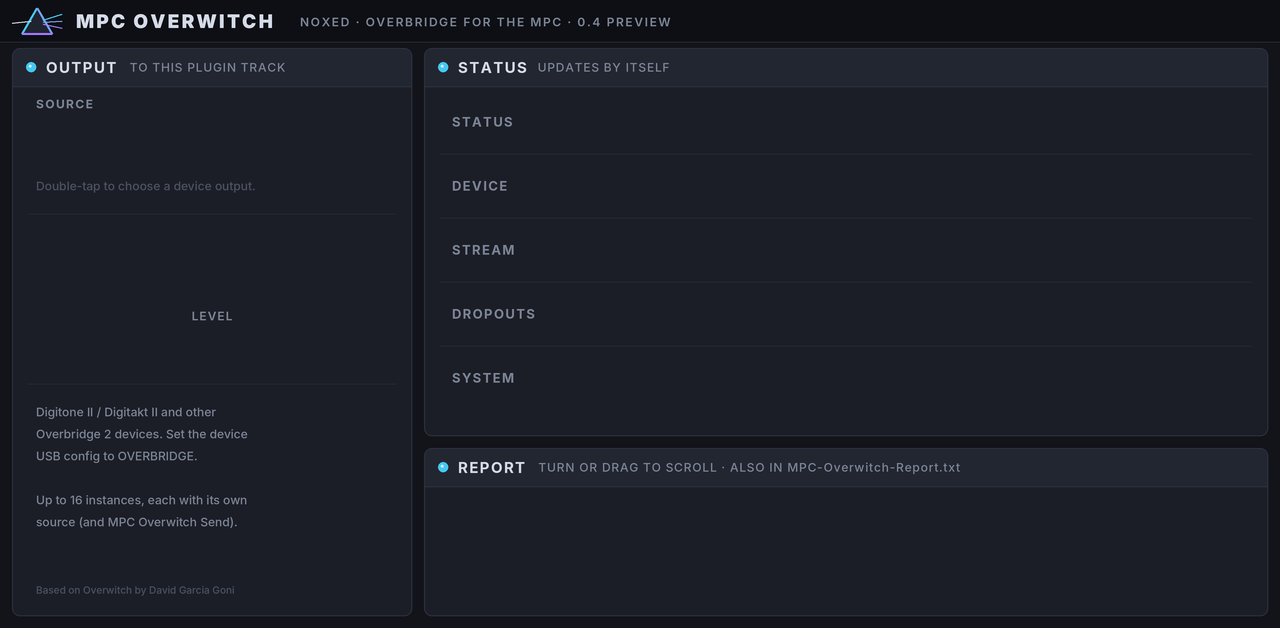 MPC OVERWITCH
NOXED · OVERBRIDGE FOR THE MPC · 0.4 PREVIEW
OUTPUT TO THIS PLUGIN TRACK
SOURCE
Double-tap to choose a device output.
LEVEL
Digitone II / Digitakt II and other
Overbridge 2 devices. Set the device
USB config to OVERBRIDGE.
Up to 16 instances, each with its own
source (and MPC Overwitch Send).
Based on Overwitch by David Garcia Goni
STATUS UPDATES BY ITSELF
STATUS
DEVICE
STREAM
DROPOUTS
SYSTEM
REPORT TURN OR DRAG TO SCROLL · ALSO IN MPC-Overwitch-Report.txt